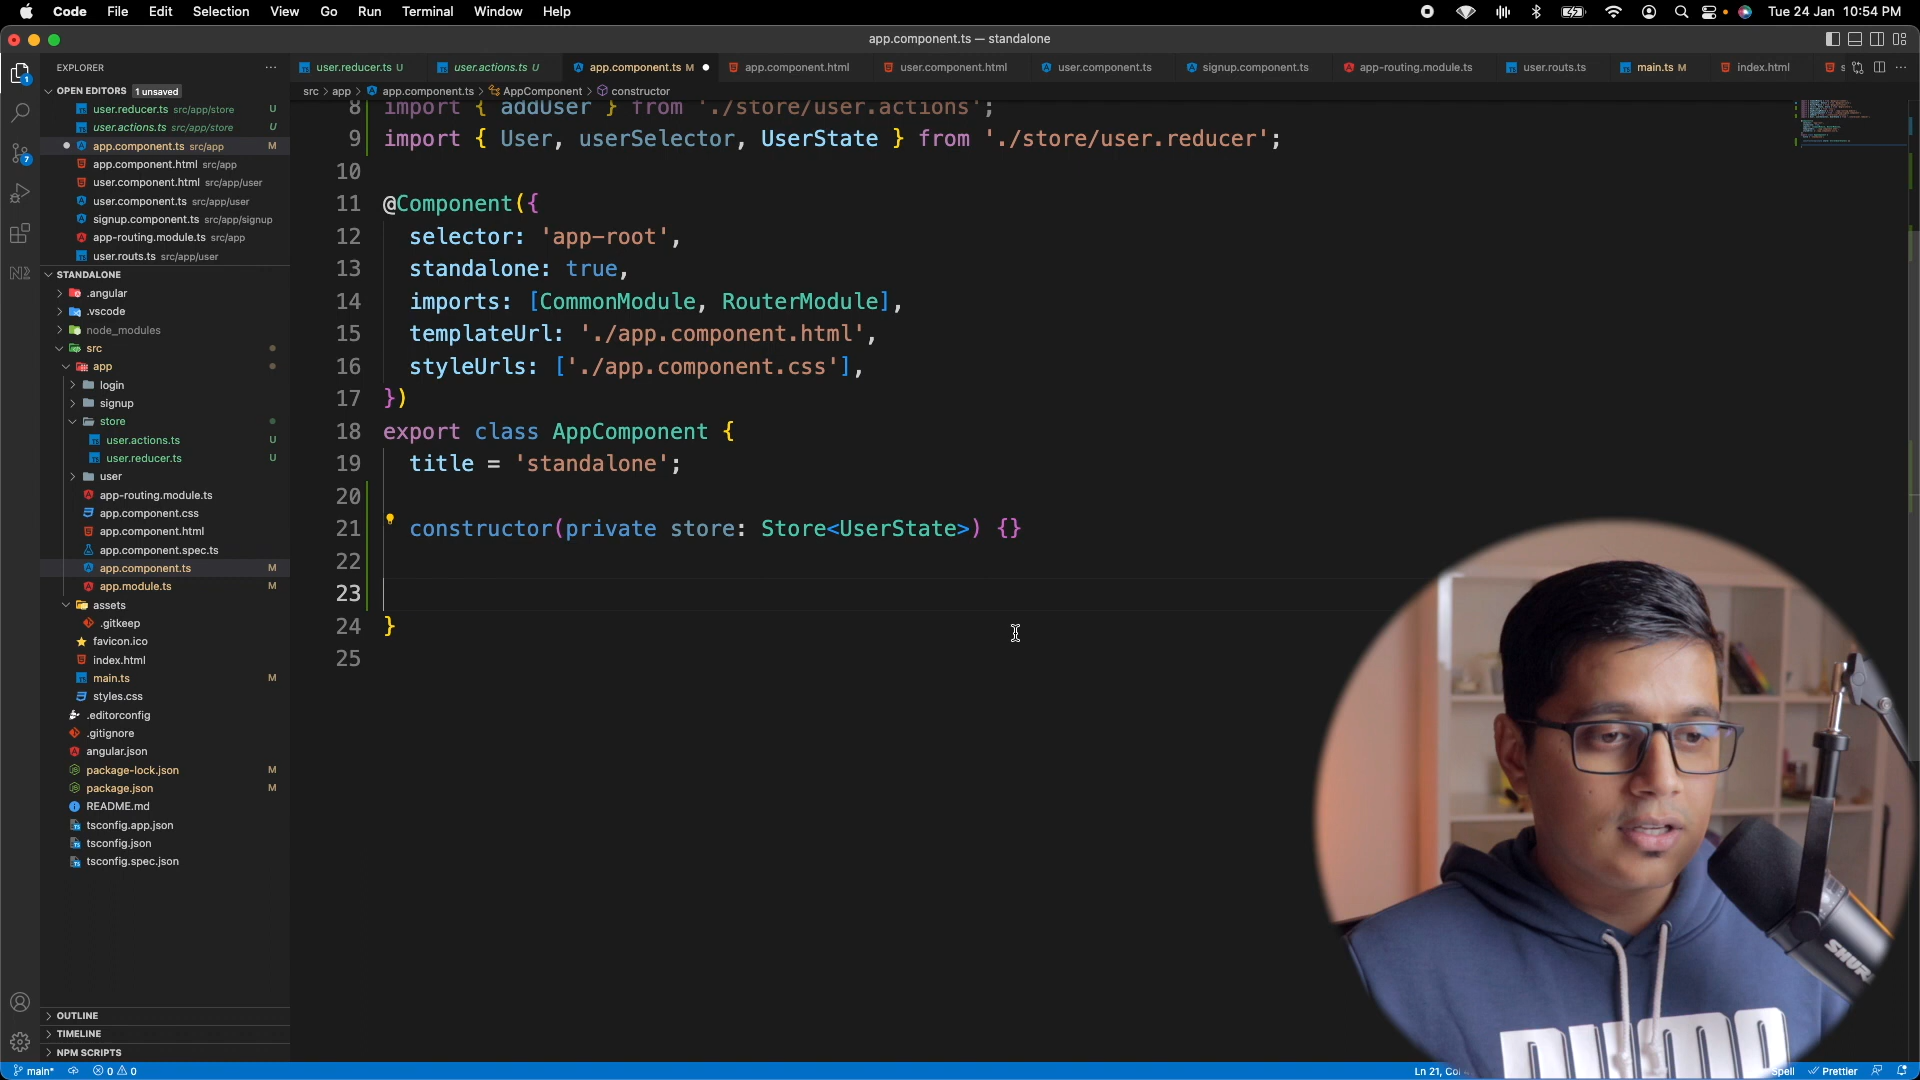 Code File Edit Selection View Go Run Terminal Window Help
Tue 24 Jan 10:54 PM
app.component.ts — standalone
EXPLORER
user.reducer.ts U
user.actions.ts U
app.component.ts M
app.component.html
user.component.html
user.component.ts
signup.component.ts
app-routing.module.ts
user.routs.ts
main.ts M
index.html
src > app > app.component.ts > AppComponent > constructor
OPEN EDITORS 1 unsaved
user.reducer.ts src/app/store U
user.actions.ts src/app/store U
app.component.ts src/app M
app.component.html src/app
user.component.html src/app/user
user.component.ts src/app/user
signup.component.ts src/app/signup
app-routing.module.ts src/app
user.routs.ts src/app/user
STANDALONE
.angular
.vscode
node_modules
src
app
login
signup
store
user.actions.ts U
user.reducer.ts U
user
app-routing.module.ts
app.component.css
app.component.html
app.component.spec.ts
app.component.ts M
app.module.ts M
assets
.gitkeep
favicon.ico
index.html
main.ts M
styles.css
.editorconfig
.gitignore
angular.json
package-lock.json M
package.json M
README.md
tsconfig.app.json
tsconfig.json
tsconfig.spec.json
OUTLINE
TIMELINE
NPM SCRIPTS
8 import { addUser } from './store/user.actions';
9 import { User, userSelector, UserState } from './store/user.reducer';
10
11 @Component({
12 selector: 'app-root',
13 standalone: true,
14 imports: [CommonModule, RouterModule],
15 templateUrl: './app.component.html',
16 styleUrls: ['./app.component.css'],
17 })
18 export class AppComponent {
19 title = 'standalone';
20
21 constructor(private store: Store<UserState>) {}
22
23
24 }
25
SHURE
PUMA
main* 0 0
Ln 21, Co
Spell Prettier